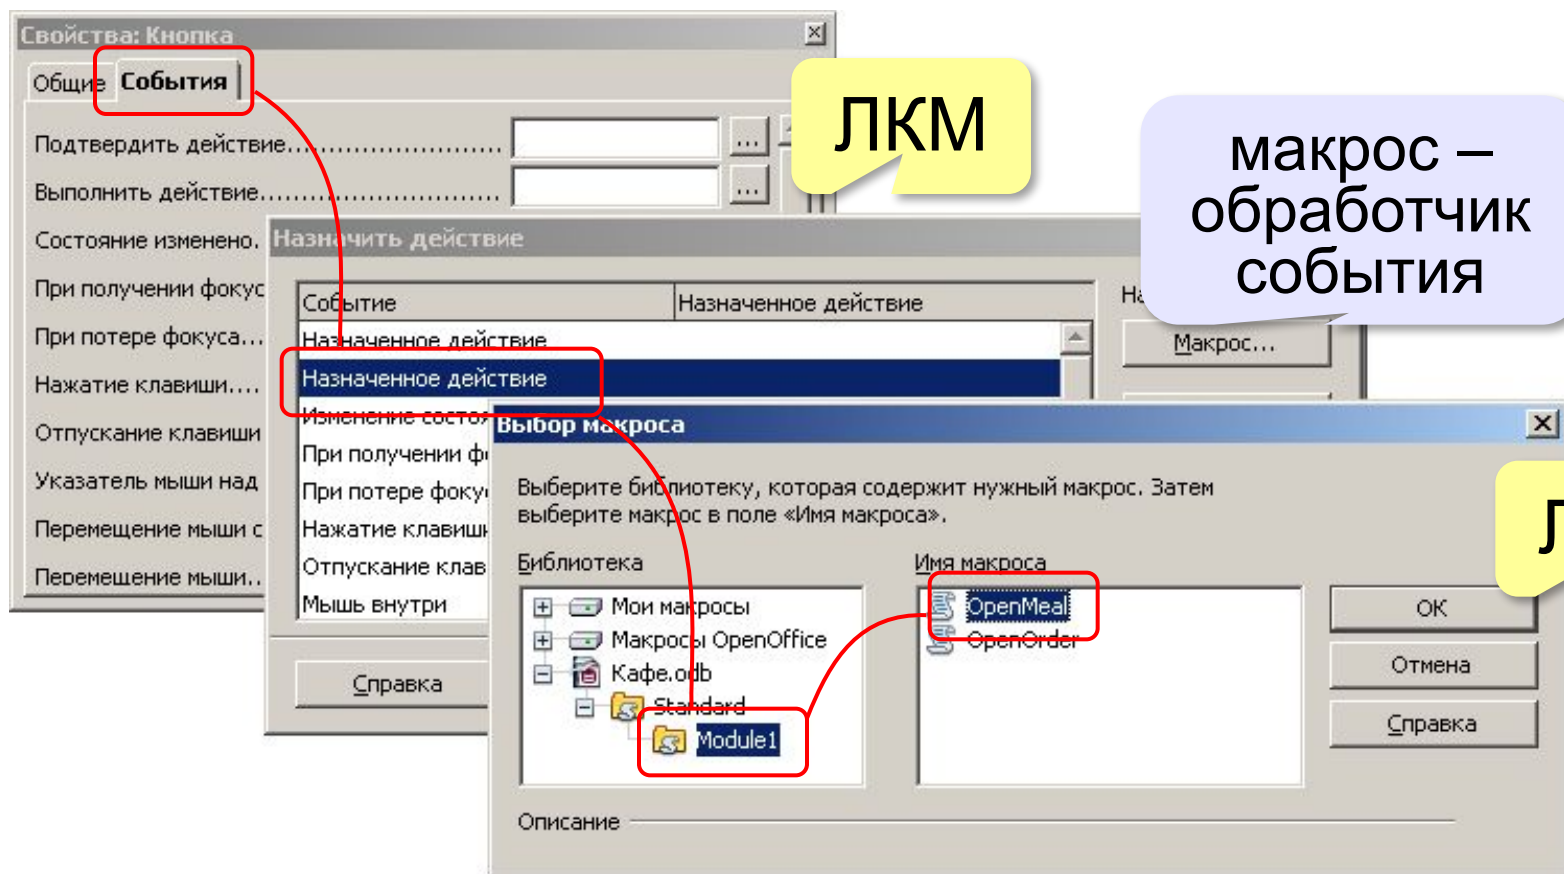 Свойства: Кнопка
Общие События
ЛКМ
макрос –
обработчик
события
Подтвердить действие.......................... ...
Выполнить действие............................. ...
Состояние изменено.
При получении фокус
При потере фокуса...
Нажатие клавиши....
Отпускание клавиши
Указатель мыши над
Перемещение мыши с
Перемещение мыши..
Назначить действие
Событие Назначенное действие
Назначенное действие
Назначенное действие
Изменение состоя
При получении ф
При потере фоку
Нажатие клавиш
Отпускание клав
Мышь внутри
На
Макрос...
Справка
Выбор макроса
Выберите библиотеку, которая содержит нужный макрос. Затем
выберите макрос в поле «Имя макроса».
Библиотека Имя макроса
Мои макросы
Макросы OpenOffice
Кафе.odb
Standard
Module1
OpenMeal
OpenOrder
Л
ОК
Отмена
Справка
Описание